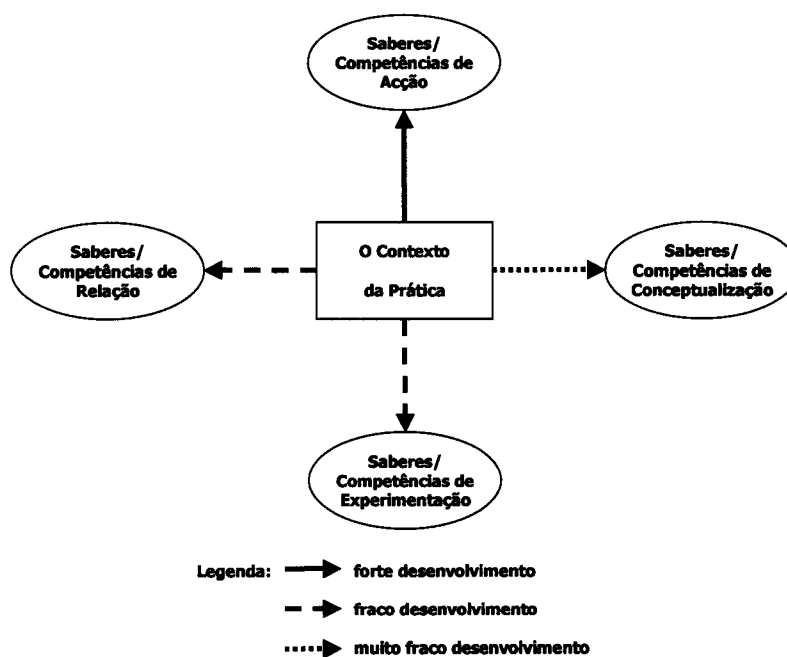 Saberes/
Competências de
Acção
Saberes/
Competências de
Relação
O Contexto
da Prática
Saberes/
Competências de
Conceptualização
Saberes/
Competências de
Experimentação
Legenda:
forte desenvolvimento
fraco desenvolvimento
muito fraco desenvolvimento